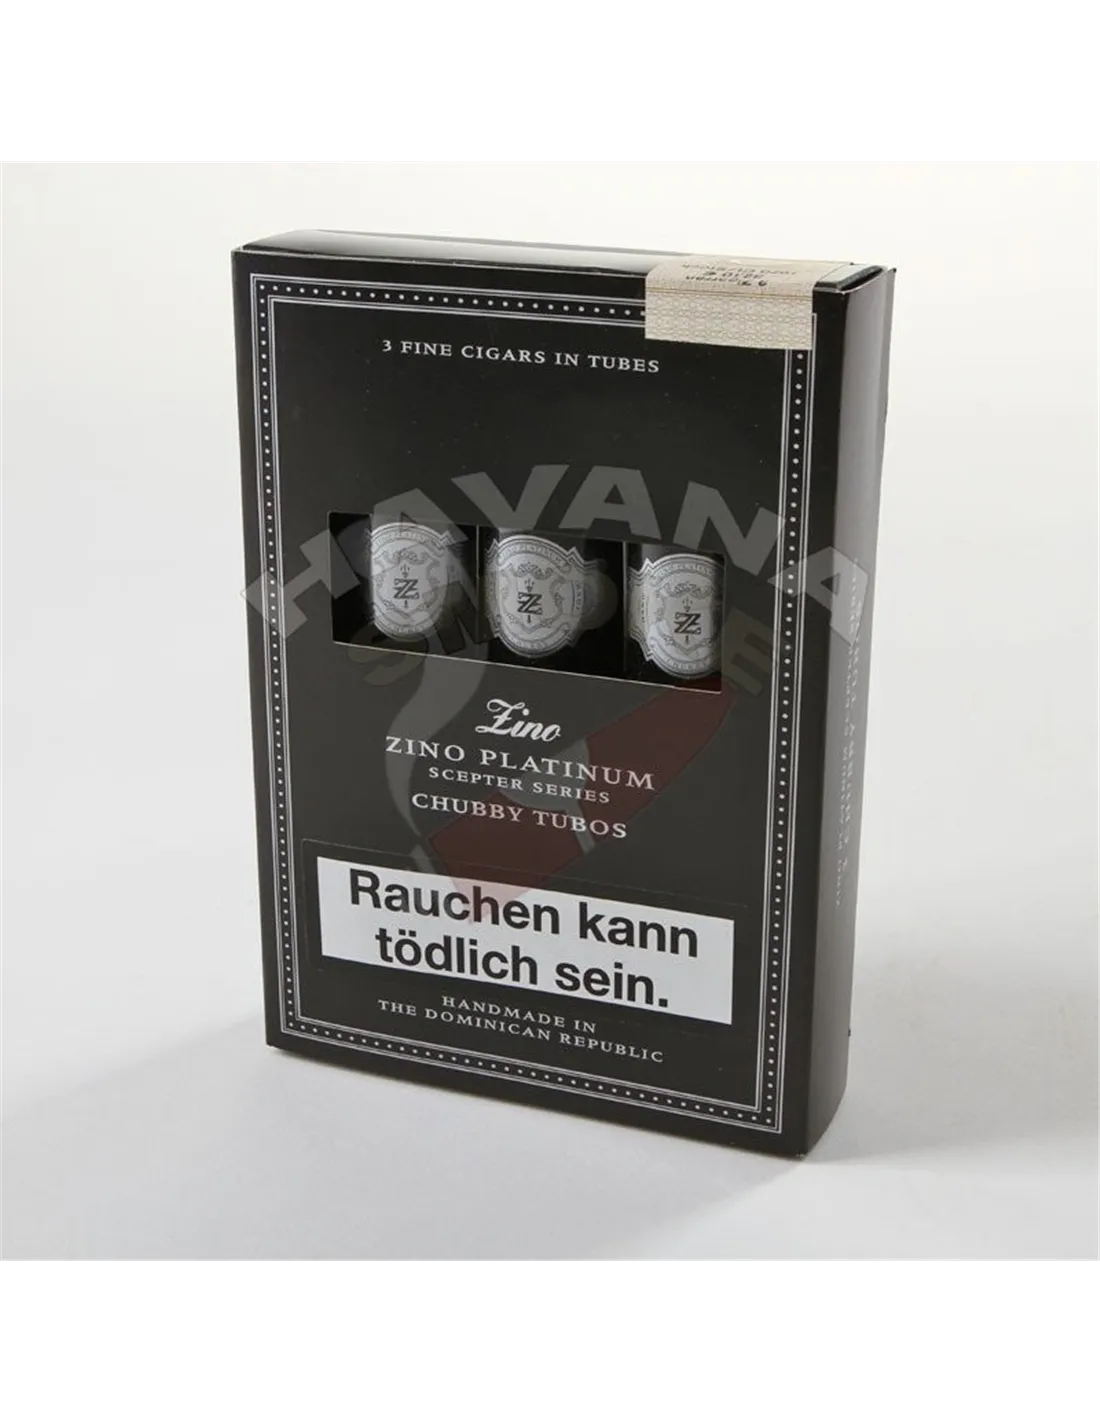 3 FINE CIGARS IN TUBES
HAVANA
SMOKE
Zino
ZINO PLATINUM
SCEPTER SERIES
CHUBBY TUBOS
Rauchen kann
tödlich sein.
HANDMADE IN
THE DOMINICAN REPUBLIC